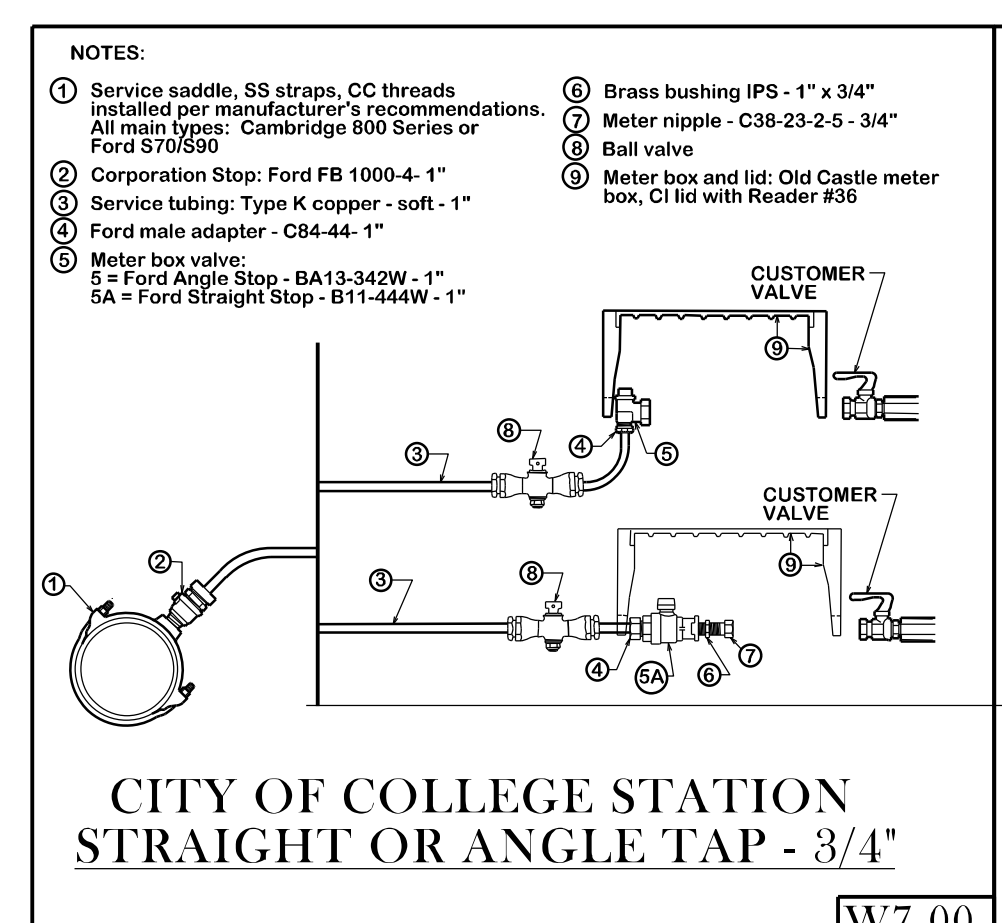 NOTES:
1 Service saddle, SS straps, CC threads
installed per manufacturer's recommendations.
All main types: Cambridge 800 Series or
Ford S70/S90
2 Corporation Stop: Ford FB 1000-4- 1"
3 Service tubing: Type K copper - soft - 1"
4 Ford male adapter - C84-44- 1"
5 Meter box valve:
5 = Ford Angle Stop - BA13-342W - 1"
5A = Ford Straight Stop - B11-444W - 1"
6 Brass bushing IPS - 1" x 3/4"
7 Meter nipple - C38-23-2-5 - 3/4"
8 Ball valve
9 Meter box and lid: Old Castle meter
box, CI lid with Reader #36
CUSTOMER
VALVE
9
8
4
5
3
CUSTOMER
VALVE
2
9
1
3
8
4
5A
6
7
CITY OF COLLEGE STATION
STRAIGHT OR ANGLE TAP - 3/4"
W7-00